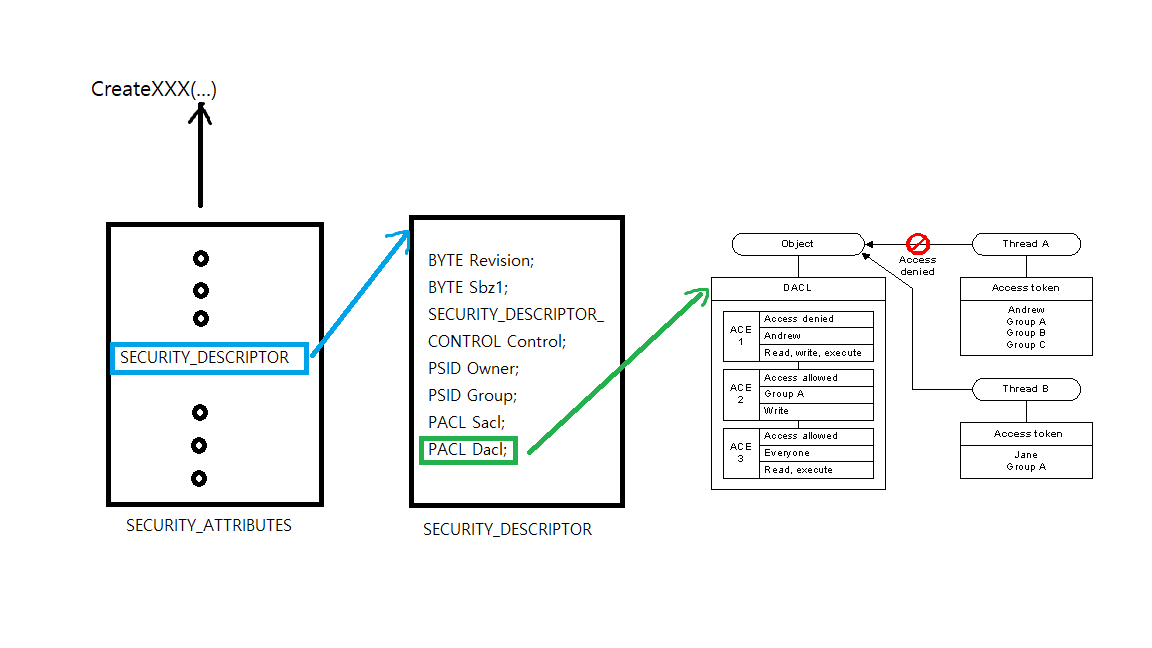 CreateXXX(...)
SECURITY_DESCRIPTOR
SECURITY_ATTRIBUTES
BYTE Revision;
BYTE Sbz1;
SECURITY_DESCRIPTOR_
CONTROL Control;
PSID Owner;
PSID Group;
PACL Sacl;
PACL Dacl;
SECURITY_DESCRIPTOR
Object
DACL
ACE
1
Access denied
Andrew
Read, write, execute
ACE
2
Access allowed
Group A
Write
ACE
3
Access allowed
Everyone
Read, execute
Access
denied
Thread A
Access token
Andrew
Group A
Group B
Group C
Thread B
Access token
Jane
Group A